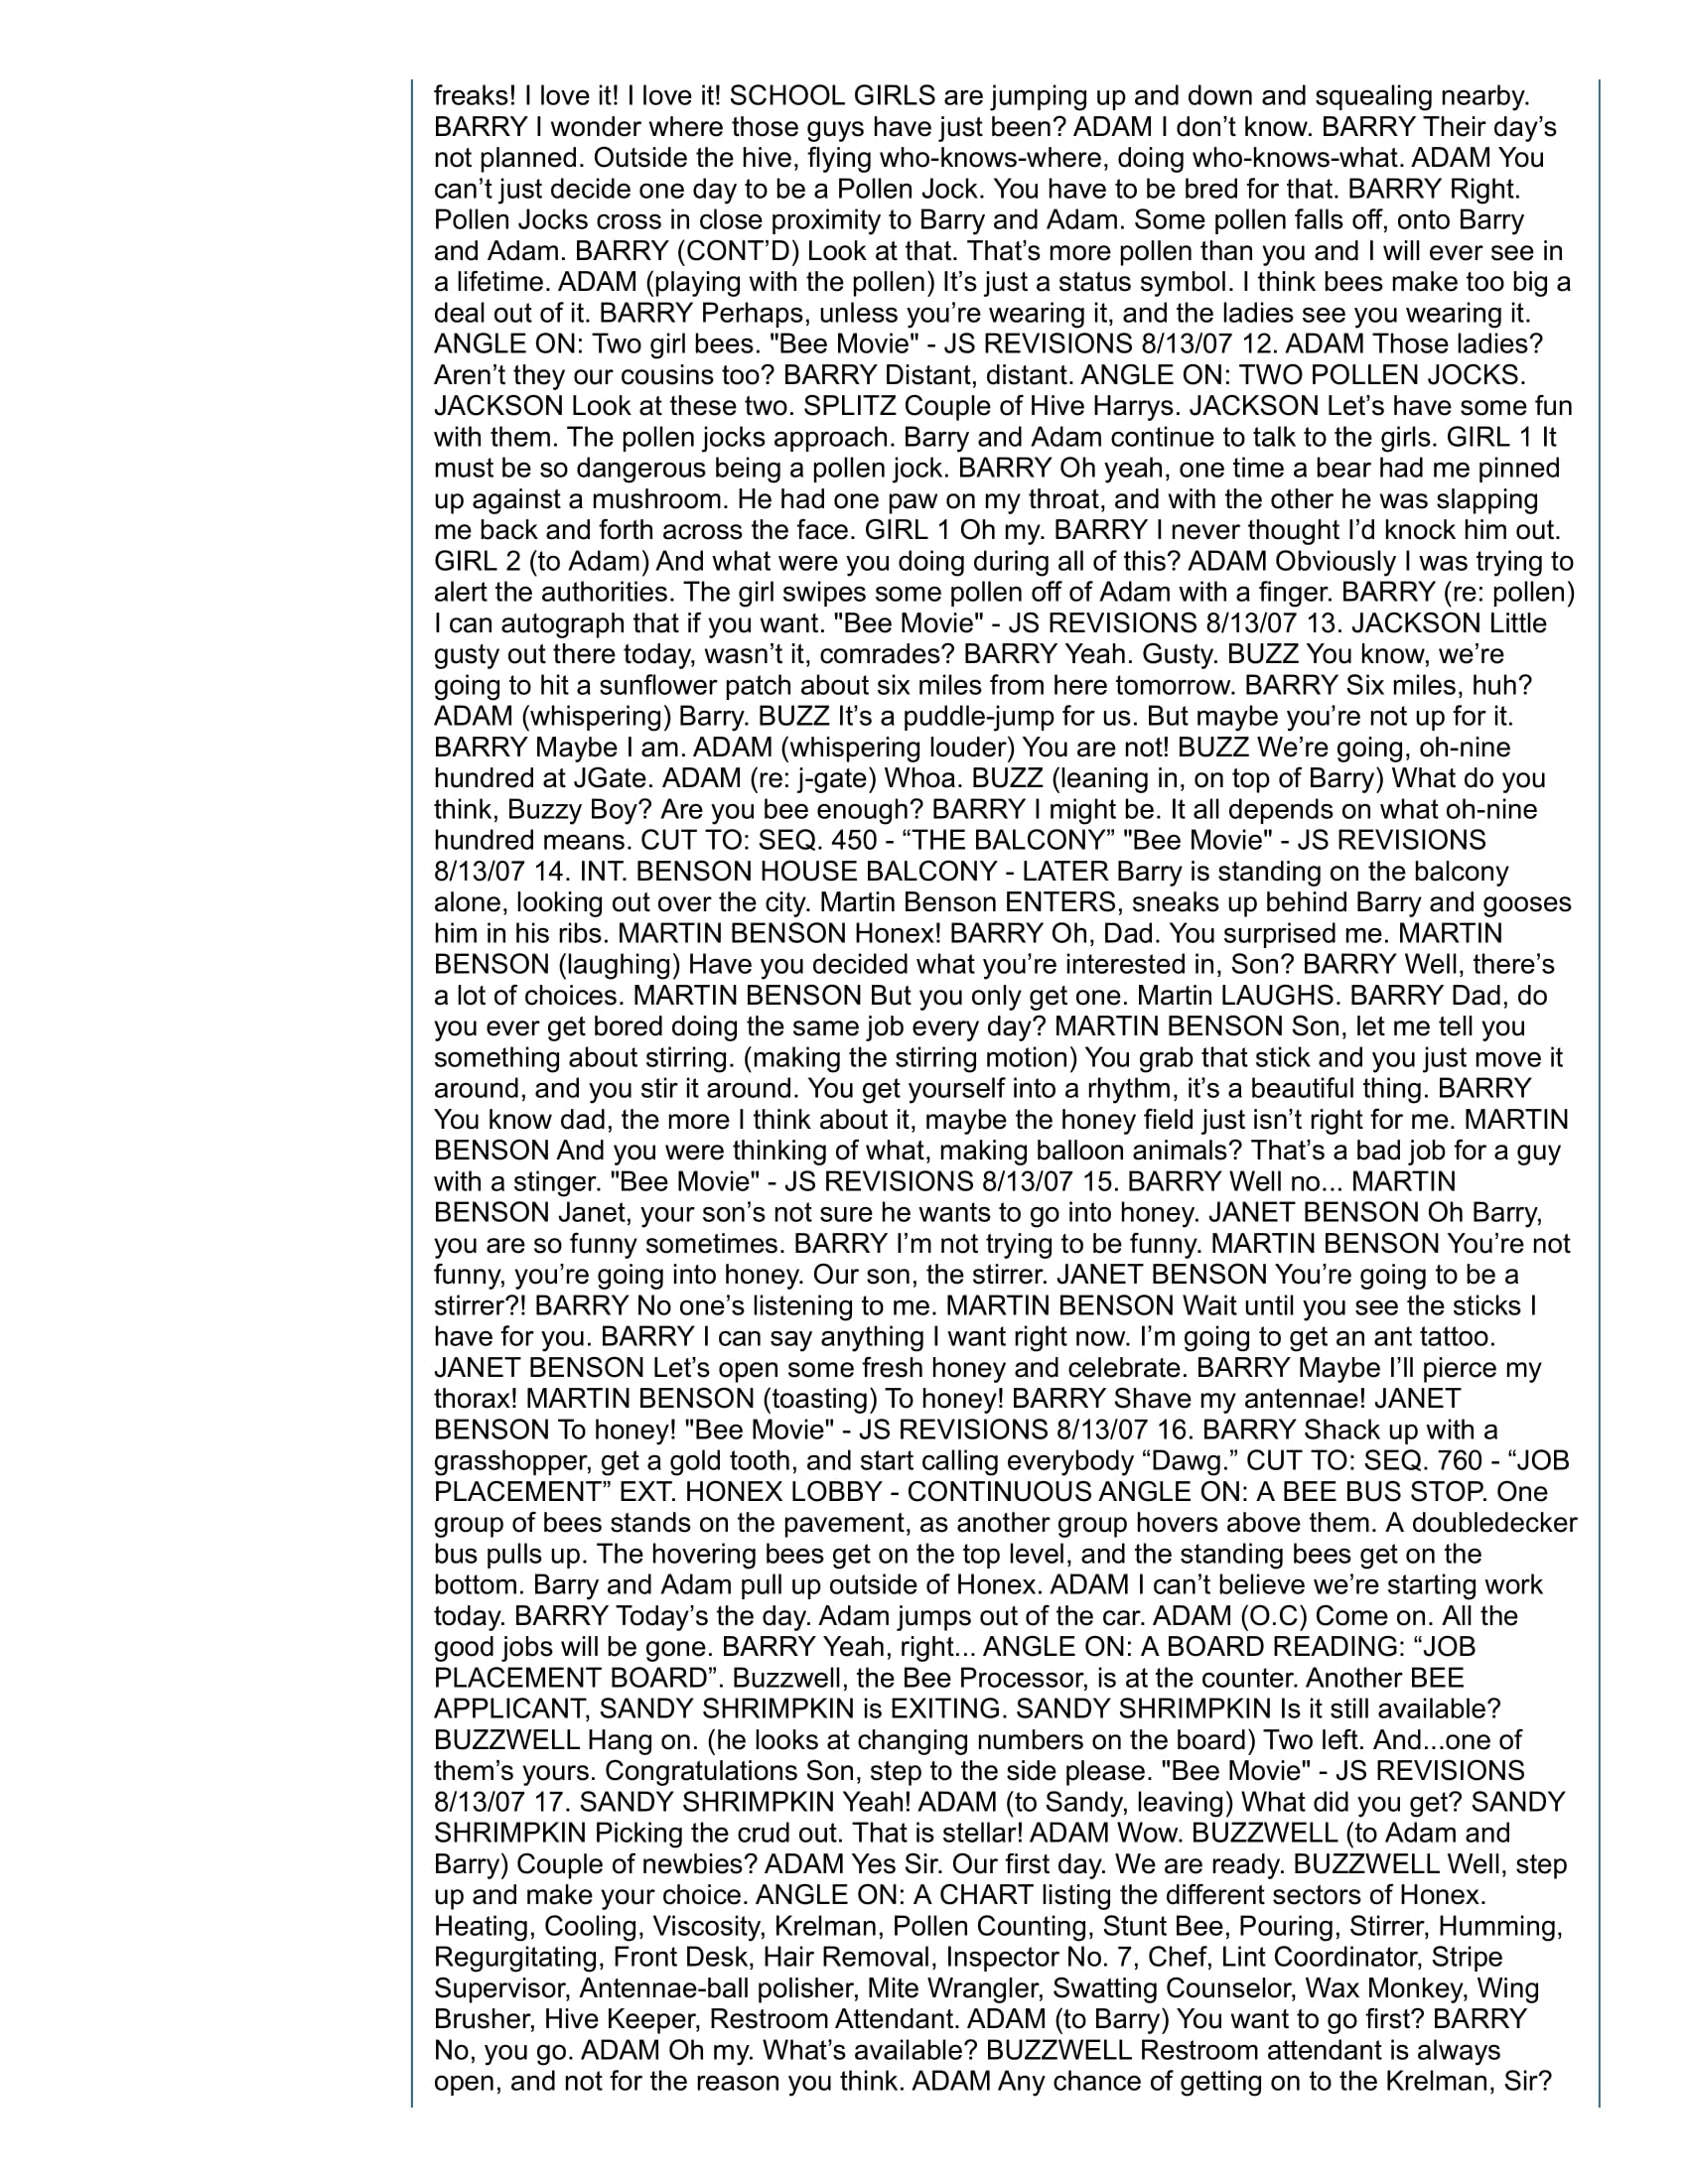 freaks! I love it! I love it! SCHOOL GIRLS are jumping up and down and squealing nearby.
BARRY I wonder where those guys have just been? ADAM I don’t know. BARRY Their day’s
not planned. Outside the hive, flying who-knows-where, doing who-knows-what. ADAM You
can’t just decide one day to be a Pollen Jock. You have to be bred for that. BARRY Right.
Pollen Jocks cross in close proximity to Barry and Adam. Some pollen falls off, onto Barry
and Adam. BARRY (CONT’D) Look at that. That’s more pollen than you and I will ever see in
a lifetime. ADAM (playing with the pollen) It’s just a status symbol. I think bees make too big a
deal out of it. BARRY Perhaps, unless you’re wearing it, and the ladies see you wearing it.
ANGLE ON: Two girl bees. "Bee Movie" - JS REVISIONS 8/13/07 12. ADAM Those ladies?
Aren’t they our cousins too? BARRY Distant, distant. ANGLE ON: TWO POLLEN JOCKS.
JACKSON Look at these two. SPLITZ Couple of Hive Harrys. JACKSON Let’s have some fun
with them. The pollen jocks approach. Barry and Adam continue to talk to the girls. GIRL 1 It
must be so dangerous being a pollen jock. BARRY Oh yeah, one time a bear had me pinned
up against a mushroom. He had one paw on my throat, and with the other he was slapping
me back and forth across the face. GIRL 1 Oh my. BARRY I never thought I’d knock him out.
GIRL 2 (to Adam) And what were you doing during all of this? ADAM Obviously I was trying to
alert the authorities. The girl swipes some pollen off of Adam with a finger. BARRY (re: pollen)
I can autograph that if you want. "Bee Movie" - JS REVISIONS 8/13/07 13. JACKSON Little
gusty out there today, wasn’t it, comrades? BARRY Yeah. Gusty. BUZZ You know, we’re
going to hit a sunflower patch about six miles from here tomorrow. BARRY Six miles, huh?
ADAM (whispering) Barry. BUZZ It’s a puddle-jump for us. But maybe you’re not up for it.
BARRY Maybe I am. ADAM (whispering louder) You are not! BUZZ We’re going, oh-nine
hundred at JGate. ADAM (re: j-gate) Whoa. BUZZ (leaning in, on top of Barry) What do you
think, Buzzy Boy? Are you bee enough? BARRY I might be. It all depends on what oh-nine
hundred means. CUT TO: SEQ. 450 - “THE BALCONY” "Bee Movie" - JS REVISIONS
8/13/07 14. INT. BENSON HOUSE BALCONY - LATER Barry is standing on the balcony
alone, looking out over the city. Martin Benson ENTERS, sneaks up behind Barry and gooses
him in his ribs. MARTIN BENSON Honex! BARRY Oh, Dad. You surprised me. MARTIN
BENSON (laughing) Have you decided what you’re interested in, Son? BARRY Well, there’s
a lot of choices. MARTIN BENSON But you only get one. Martin LAUGHS. BARRY Dad, do
you ever get bored doing the same job every day? MARTIN BENSON Son, let me tell you
something about stirring. (making the stirring motion) You grab that stick and you just move it
around, and you stir it around. You get yourself into a rhythm, it’s a beautiful thing. BARRY
You know dad, the more I think about it, maybe the honey field just isn’t right for me. MARTIN
BENSON And you were thinking of what, making balloon animals? That’s a bad job for a guy
with a stinger. "Bee Movie" - JS REVISIONS 8/13/07 15. BARRY Well no... MARTIN
BENSON Janet, your son’s not sure he wants to go into honey. JANET BENSON Oh Barry,
you are so funny sometimes. BARRY I’m not trying to be funny. MARTIN BENSON You’re not
funny, you’re going into honey. Our son, the stirrer. JANET BENSON You’re going to be a
stirrer?! BARRY No one’s listening to me. MARTIN BENSON Wait until you see the sticks I
have for you. BARRY I can say anything I want right now. I’m going to get an ant tattoo.
JANET BENSON Let’s open some fresh honey and celebrate. BARRY Maybe I’ll pierce my
thorax! MARTIN BENSON (toasting) To honey! BARRY Shave my antennae! JANET
BENSON To honey! "Bee Movie" - JS REVISIONS 8/13/07 16. BARRY Shack up with a
grasshopper, get a gold tooth, and start calling everybody “Dawg.” CUT TO: SEQ. 760 - “JOB
PLACEMENT” EXT. HONEX LOBBY - CONTINUOUS ANGLE ON: A BEE BUS STOP. One
group of bees stands on the pavement, as another group hovers above them. A doubledecker
bus pulls up. The hovering bees get on the top level, and the standing bees get on the
bottom. Barry and Adam pull up outside of Honex. ADAM I can’t believe we’re starting work
today. BARRY Today’s the day. Adam jumps out of the car. ADAM (O.C) Come on. All the
good jobs will be gone. BARRY Yeah, right... ANGLE ON: A BOARD READING: “JOB
PLACEMENT BOARD”. Buzzwell, the Bee Processor, is at the counter. Another BEE
APPLICANT, SANDY SHRIMPKIN is EXITING. SANDY SHRIMPKIN Is it still available?
BUZZWELL Hang on. (he looks at changing numbers on the board) Two left. And...one of
them’s yours. Congratulations Son, step to the side please. "Bee Movie" - JS REVISIONS
8/13/07 17. SANDY SHRIMPKIN Yeah! ADAM (to Sandy, leaving) What did you get? SANDY
SHRIMPKIN Picking the crud out. That is stellar! ADAM Wow. BUZZWELL (to Adam and
Barry) Couple of newbies? ADAM Yes Sir. Our first day. We are ready. BUZZWELL Well, step
up and make your choice. ANGLE ON: A CHART listing the different sectors of Honex.
Heating, Cooling, Viscosity, Krelman, Pollen Counting, Stunt Bee, Pouring, Stirrer, Humming,
Regurgitating, Front Desk, Hair Removal, Inspector No. 7, Chef, Lint Coordinator, Stripe
Supervisor, Antennae-ball polisher, Mite Wrangler, Swatting Counselor, Wax Monkey, Wing
Brusher, Hive Keeper, Restroom Attendant. ADAM (to Barry) You want to go first? BARRY
No, you go. ADAM Oh my. What’s available? BUZZWELL Restroom attendant is always
open, and not for the reason you think. ADAM Any chance of getting on to the Krelman, Sir?